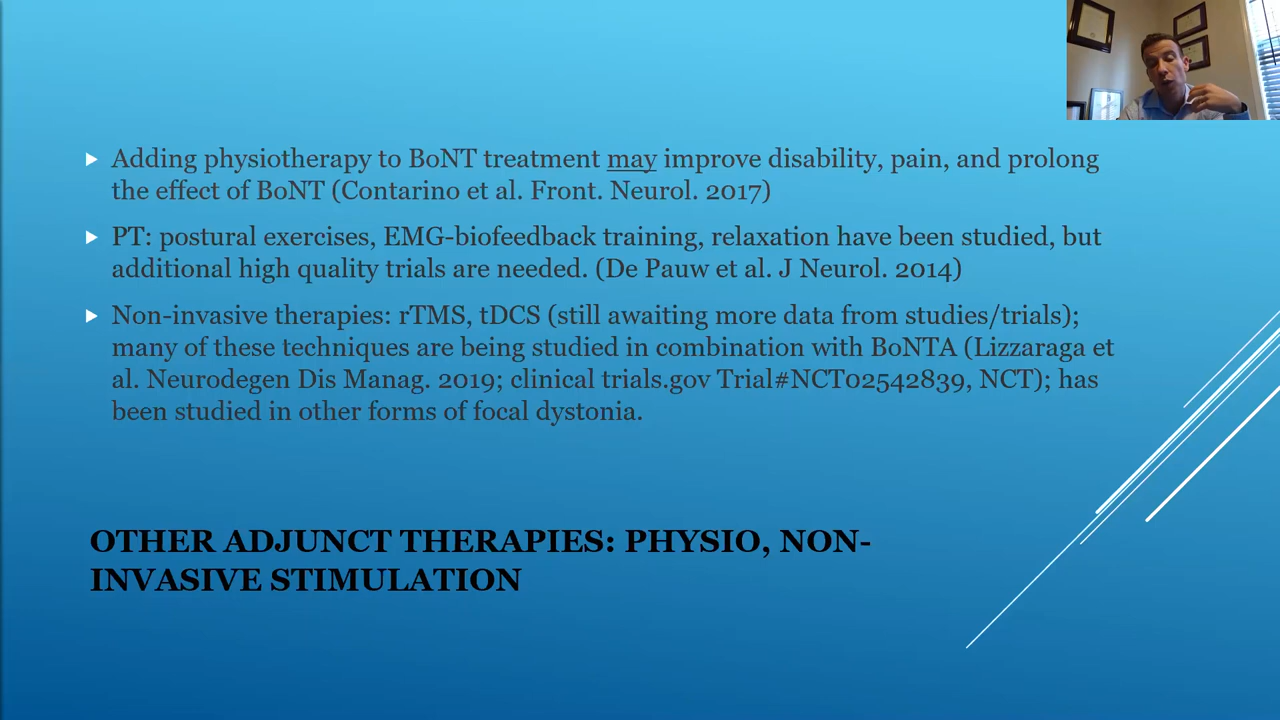 Adding physiotherapy to BoNT treatment may improve disability, pain, and prolong
the effect of BoNT (Contarino et al. Front. Neurol. 2017)
PT: postural exercises, EMG-biofeedback training, relaxation have been studied, but
additional high quality trials are needed. (De Pauw et al. J Neurol. 2014)
Non-invasive therapies: rTMS, tDCS (still awaiting more data from studies/trials);
many of these techniques are being studied in combination with BoNTA (Lizzaraga et
al. Neurodegen Dis Manag. 2019; clinical trials.gov Trial#NCT02542839, NCT); has
been studied in other forms of focal dystonia.
OTHER ADJUNCT THERAPIES: PHYSIO, NON-
INVASIVE STIMULATION